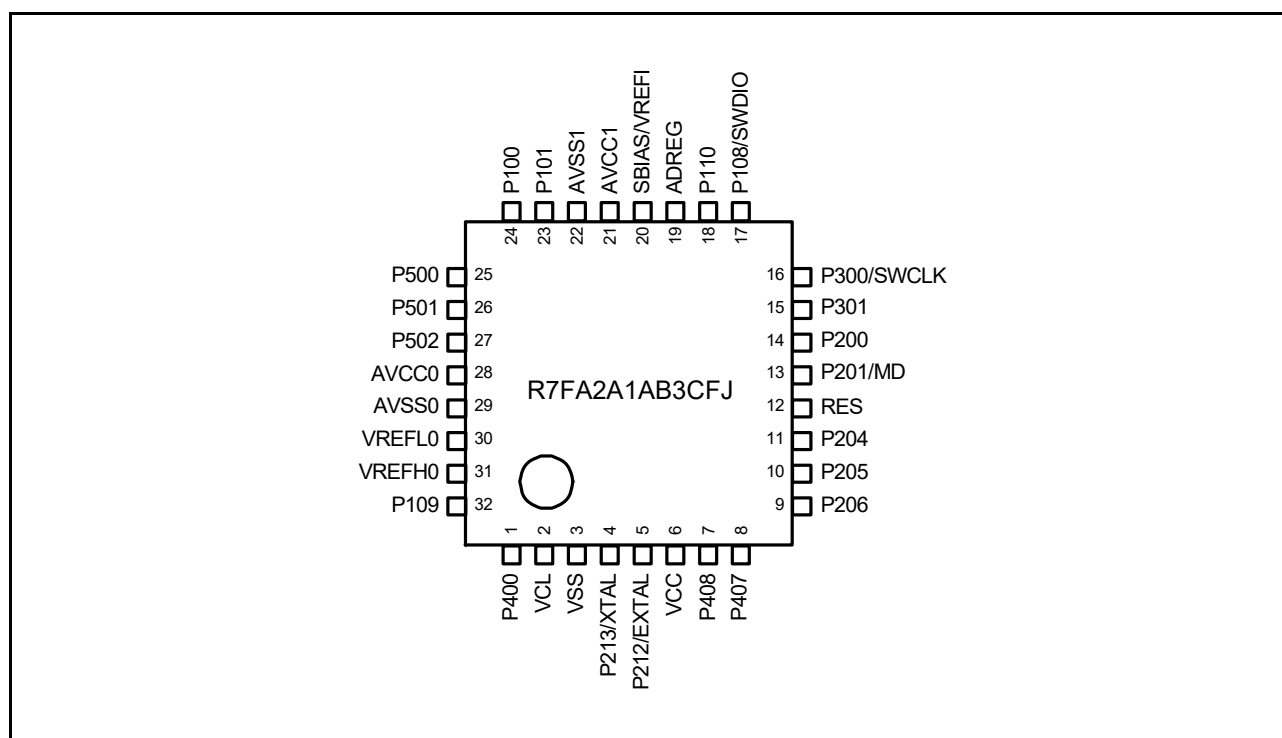 P100
P101
AVSS1
AVCC1
SBIAS/VREFI
ADREG
P110
P108/SWDIO
24
23
22
21
20
19
18
17
P500 25
P501 26
P502 27
AVCC0 28
AVSS0 29
VREFL0 30
VREFH0 31
P109 32
R7FA2A1AB3CFJ
16 P300/SWCLK
15 P301
14 P200
13 P201/MD
12 RES
11 P204
10 P205
9 P206
1
2
3
4
5
6
7
8
P400
VCL
VSS
P213/XTAL
P212/EXTAL
VCC
P408
P407